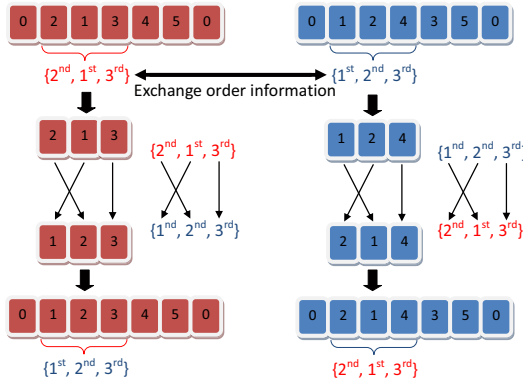 0 2 1 3 4 5 0
0 1 2 4 3 5 0
{2nd, 1st, 3rd}
{1st, 2nd, 3rd}
Exchange order information
2 1 3
{2nd, 1st, 3rd}
1 2 4
{1nd, 2nd, 3rd}
{1nd, 2nd, 3rd}
{2nd, 1st, 3rd}
1 2 3
2 1 4
0 1 2 3 4 5 0
0 2 1 4 3 5 0
{1st, 2nd, 3rd}
{2nd, 1st, 3rd}